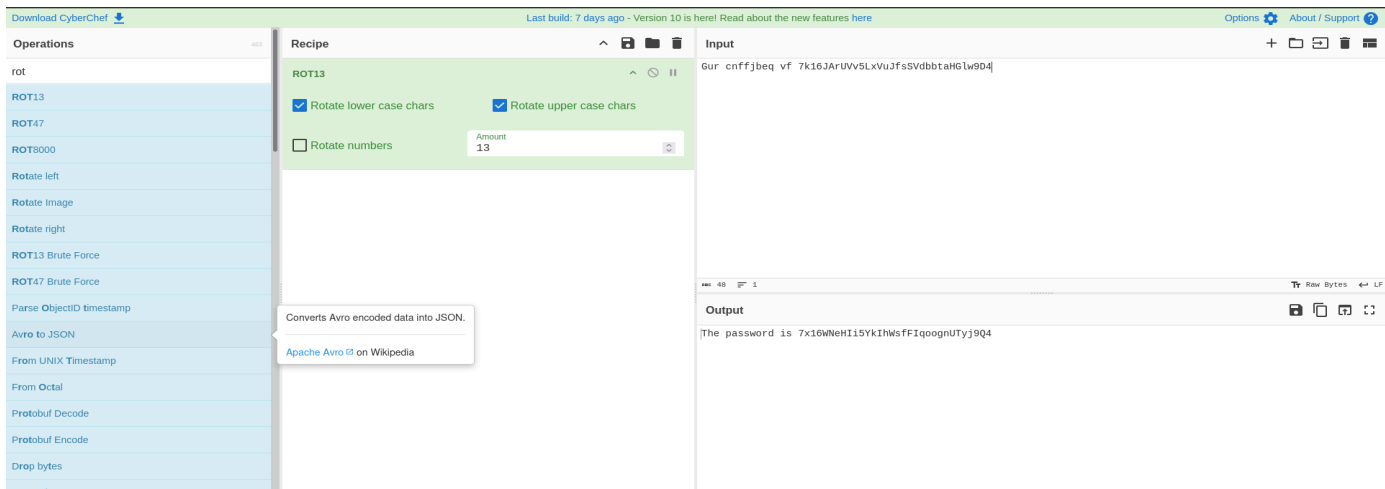 Download CyberChef
Last build: 7 days ago - Version 10 is here! Read about the new features here
Options
About / Support
Operations
Recipe
Input
rot
ROT13
ROT47
ROT8000
Rotate left
Rotate Image
Rotate right
ROT13 Brute Force
ROT47 Brute Force
Parse ObjectID timestamp
Avro to JSON
From UNIX Timestamp
From Octal
Protobuf Decode
Protobuf Encode
Drop bytes
ROT13
Rotate lower case chars
Rotate upper case chars
Rotate numbers
Amount
13
Converts Avro encoded data into JSON.
Apache Avro on Wikipedia
Gur cnffjbeq vf 7k16JArUVv5LxVuJfsSVdbbtaHGlw9D4
48 1
Raw Bytes LF
Output
The password is 7x16WNeHIi5YkIhWsfFIqoognUTyj9Q4